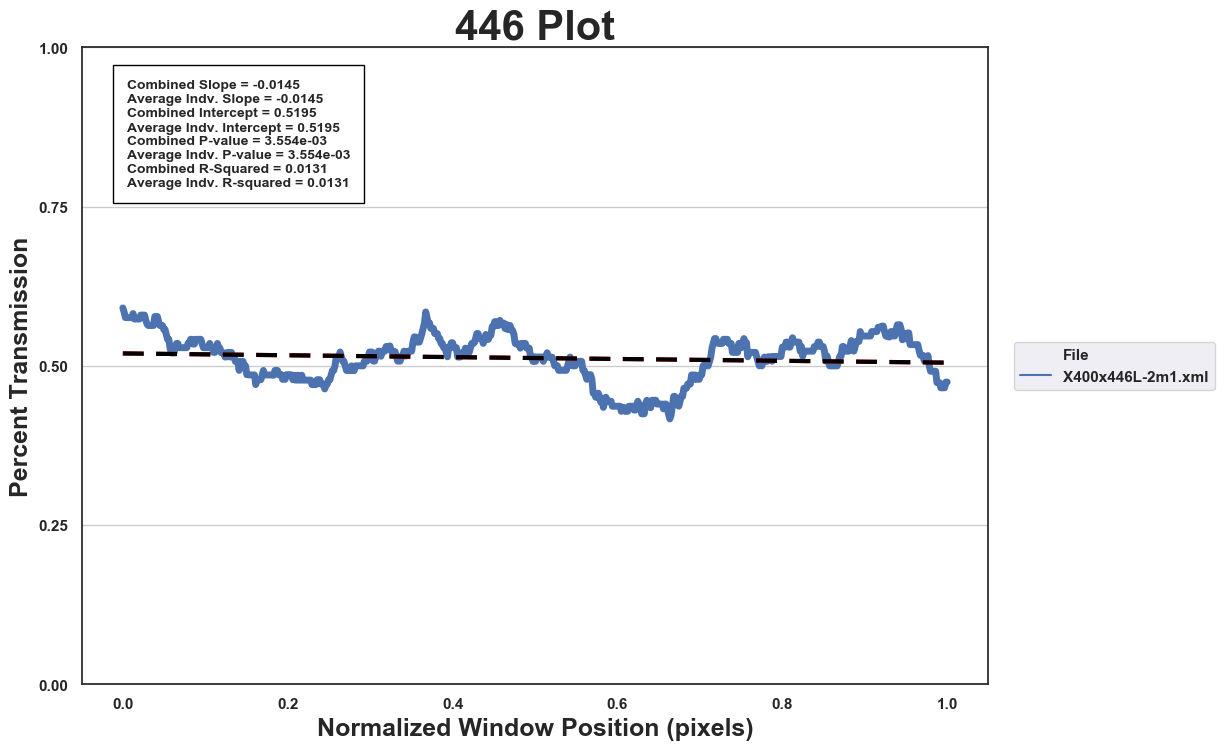 446 Plot
1.00
Combined Slope = -0.0145
Average Indv. Slope = -0.0145
Combined Intercept = 0.5195
Average Indv. Intercept = 0.5195
Combined P-value = 3.554e-03
Average Indv. P-value = 3.554e-03
Combined R-Squared = 0.0131
Average Indv. R-squared = 0.0131
0.75
Percent Transmission
0.50
File
X400x446L-2m1.xml
0.25
0.00
0.0 0.2 0.4 0.6 0.8 1.0
Normalized Window Position (pixels)